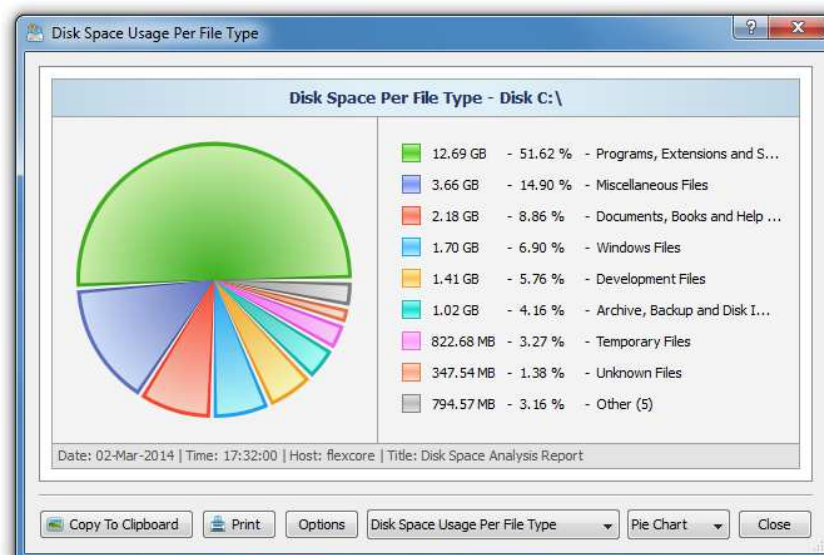 Disk Space Usage Per File Type
?
Disk Space Per File Type - Disk C:\
12.69 GB - 51.62 % - Programs, Extensions and S...
3.66 GB - 14.90 % - Miscellaneous Files
2.18 GB - 8.86 % - Documents, Books and Help ...
1.70 GB - 6.90 % - Windows Files
1.41 GB - 5.76 % - Development Files
1.02 GB - 4.16 % - Archive, Backup and Disk I...
822.68 MB - 3.27 % - Temporary Files
347.54 MB - 1.38 % - Unknown Files
794.57 MB - 3.16 % - Other (5)
Date: 02-Mar-2014 | Time: 17:32:00 | Host: flexcore | Title: Disk Space Analysis Report
Copy To Clipboard Print Options Disk Space Usage Per File Type Pie Chart Close